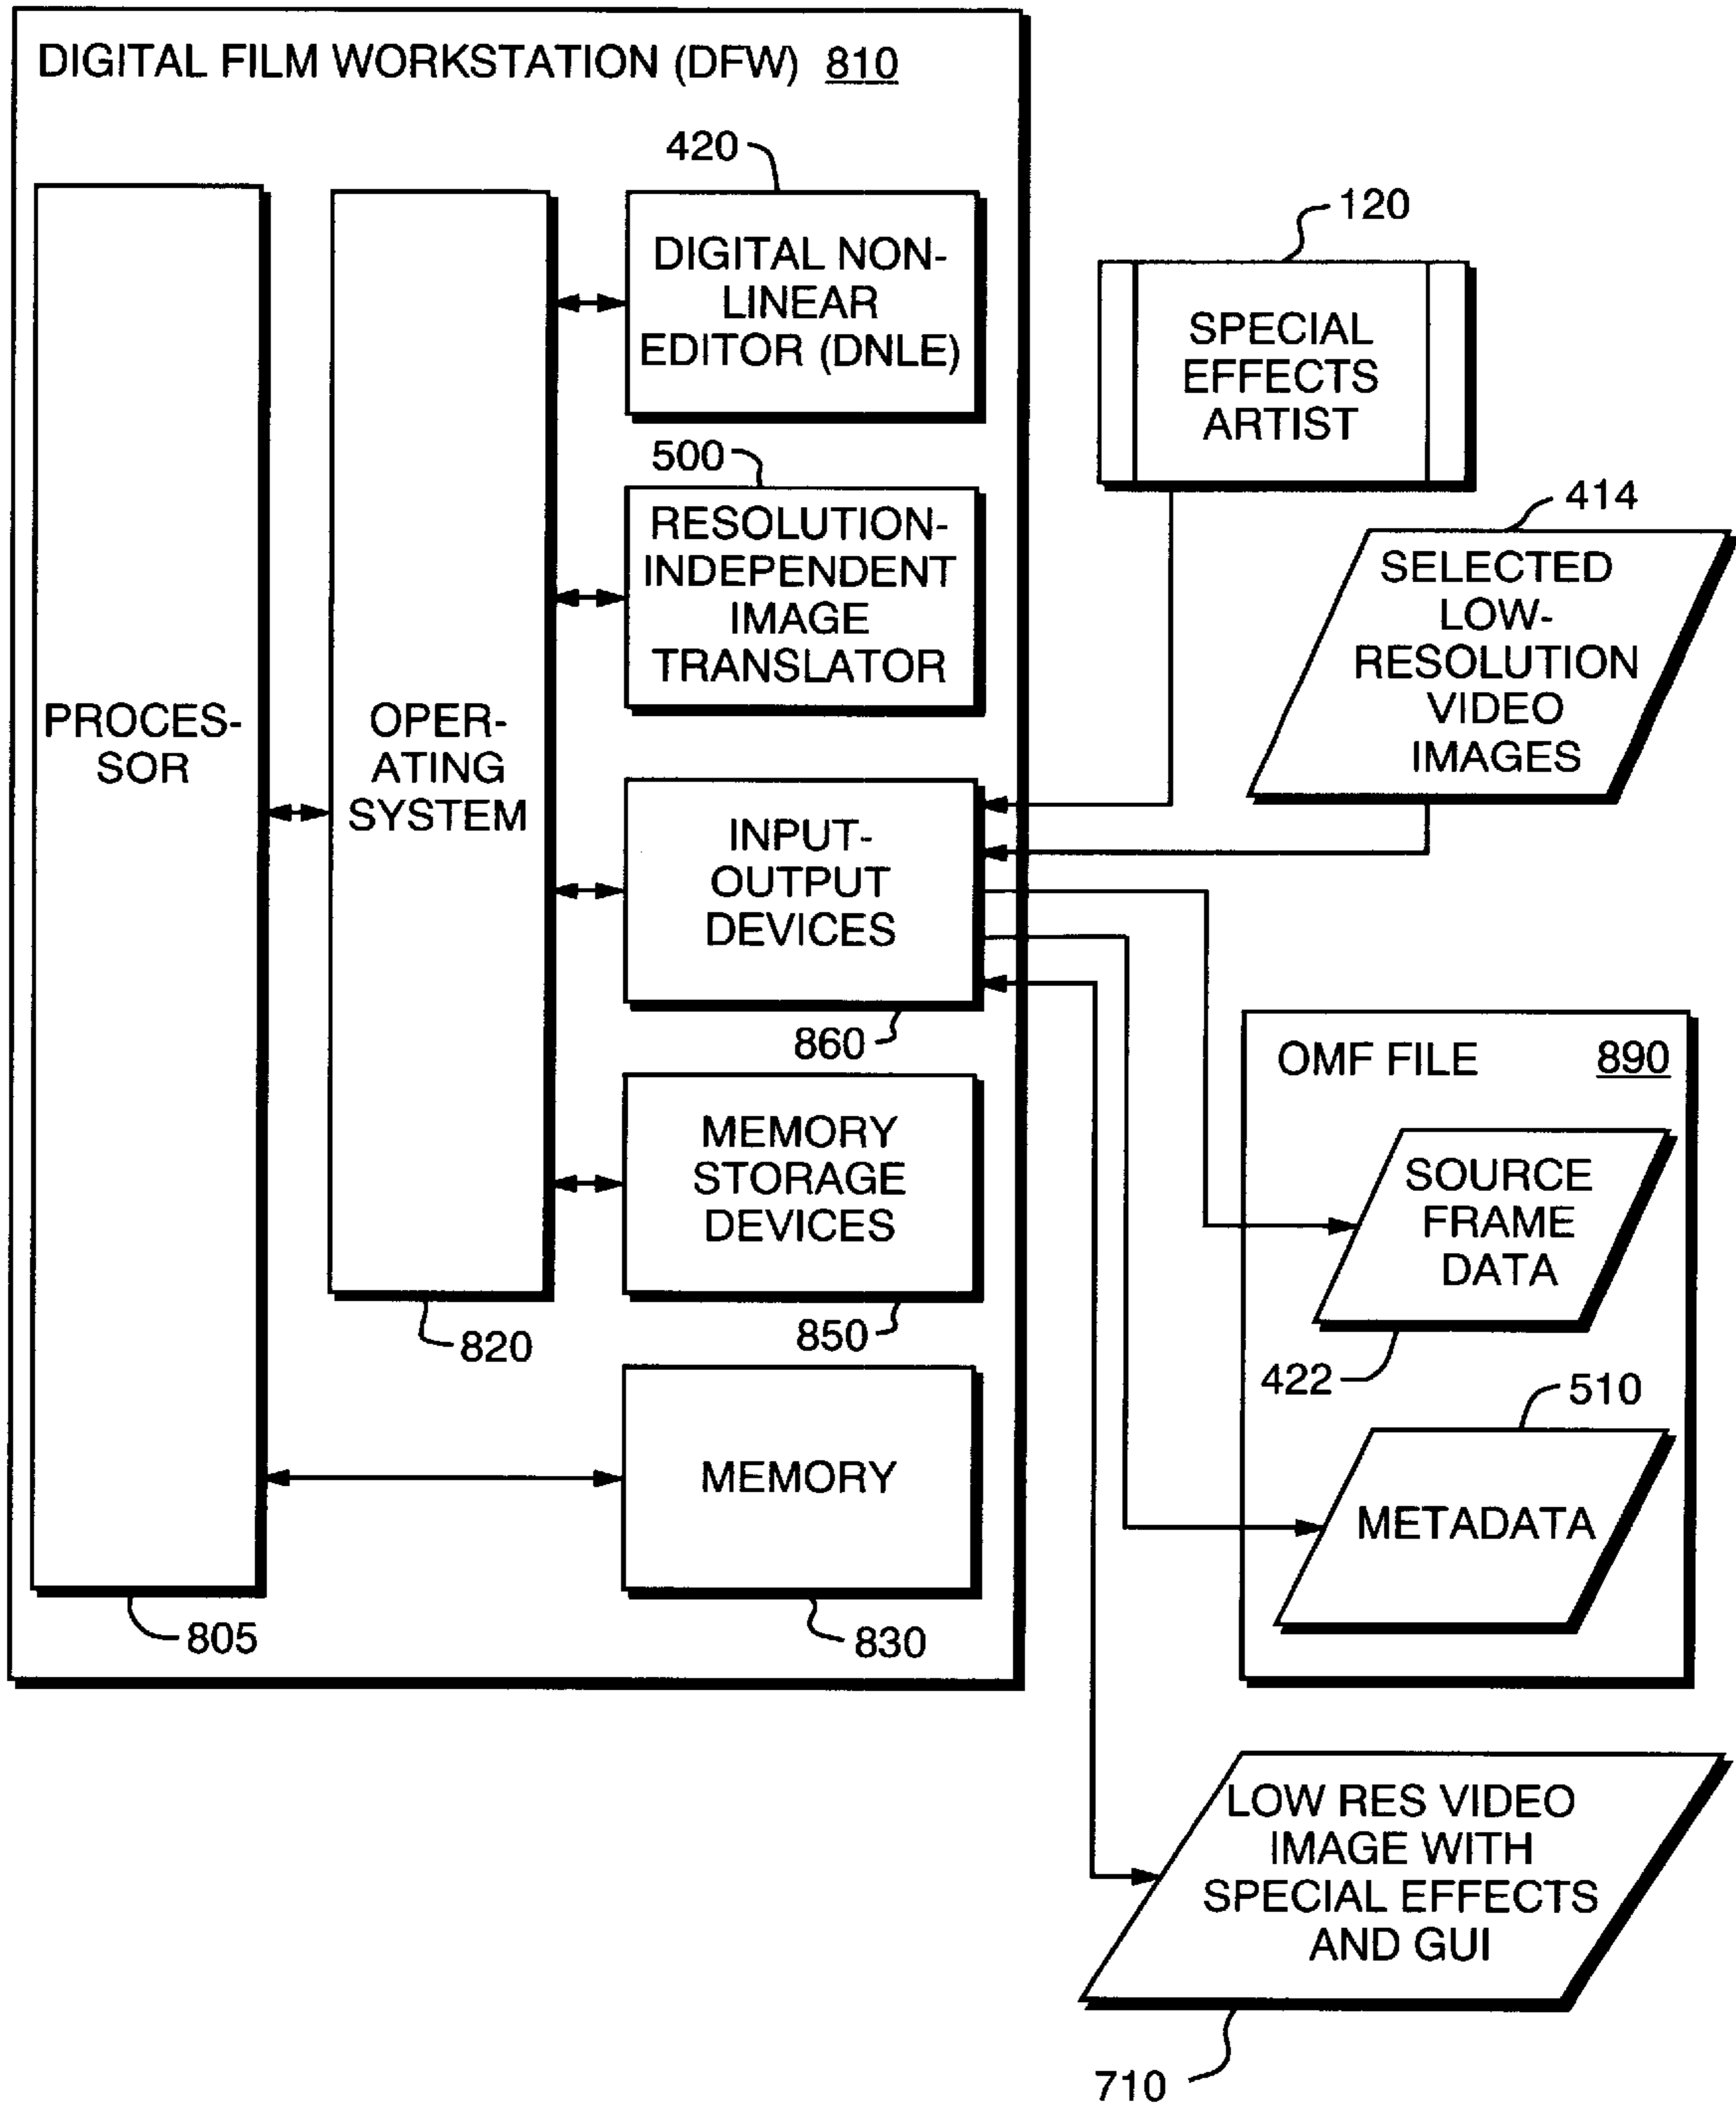 DIGITAL FILM WORKSTATION (DFW) 810
420
DIGITAL NON-
LINEAR
EDITOR (DNLE)
500
RESOLUTION-
INDEPENDENT
IMAGE
TRANSLATOR
PROCES-
SOR
OPER-
ATING
SYSTEM
INPUT-
OUTPUT
DEVICES
860
MEMORY
STORAGE
DEVICES
850
820
MEMORY
830
805
120
SPECIAL
EFFECTS
ARTIST
414
SELECTED
LOW-
RESOLUTION
VIDEO
IMAGES
OMF FILE 890
SOURCE
FRAME
DATA
422
510
METADATA
LOW RES VIDEO
IMAGE WITH
SPECIAL EFFECTS
AND GUI
710